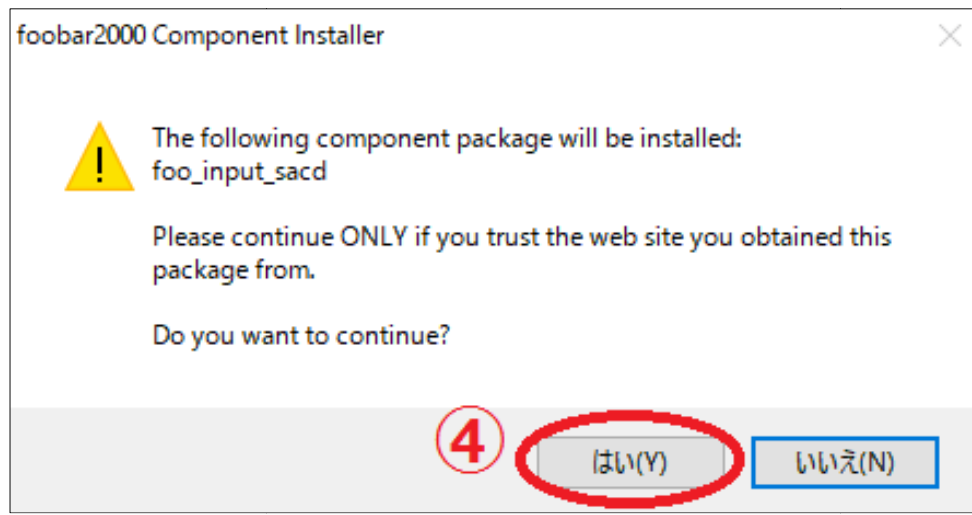 foobar2000 Component Installer
The following component package will be installed:
foo_input_sacd
Please continue ONLY if you trust the web site you obtained this
package from.
Do you want to continue?
④
はい(Y)
いいえ(N)